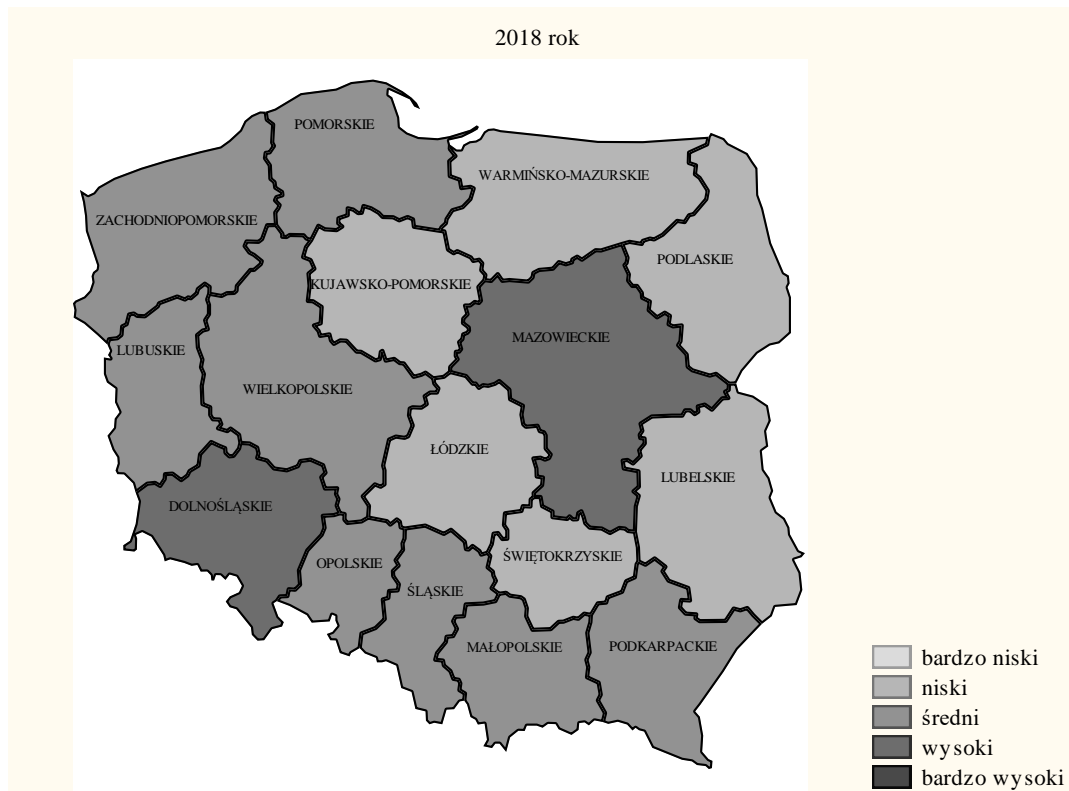 2018 rok
POMORSKIE
WARMIŃSKO-MAZURSKIE
ZACHODNIOPOMORSKIE
PODLASKIE
KUJAWSKO-POMORSKIE
MAZOWIECKIE
LUBUSKIE
WIELKOPOLSKIE
ŁÓDZKIE
LUBELSKIE
DOLNOŚLĄSKIE
ŚWIĘTOKRZYSKIE
OPOLSKIE
ŚLĄSKIE
MAŁOPOLSKIE
PODKARPACKIE
bardzo niski
niski
średni
wysoki
bardzo wysoki